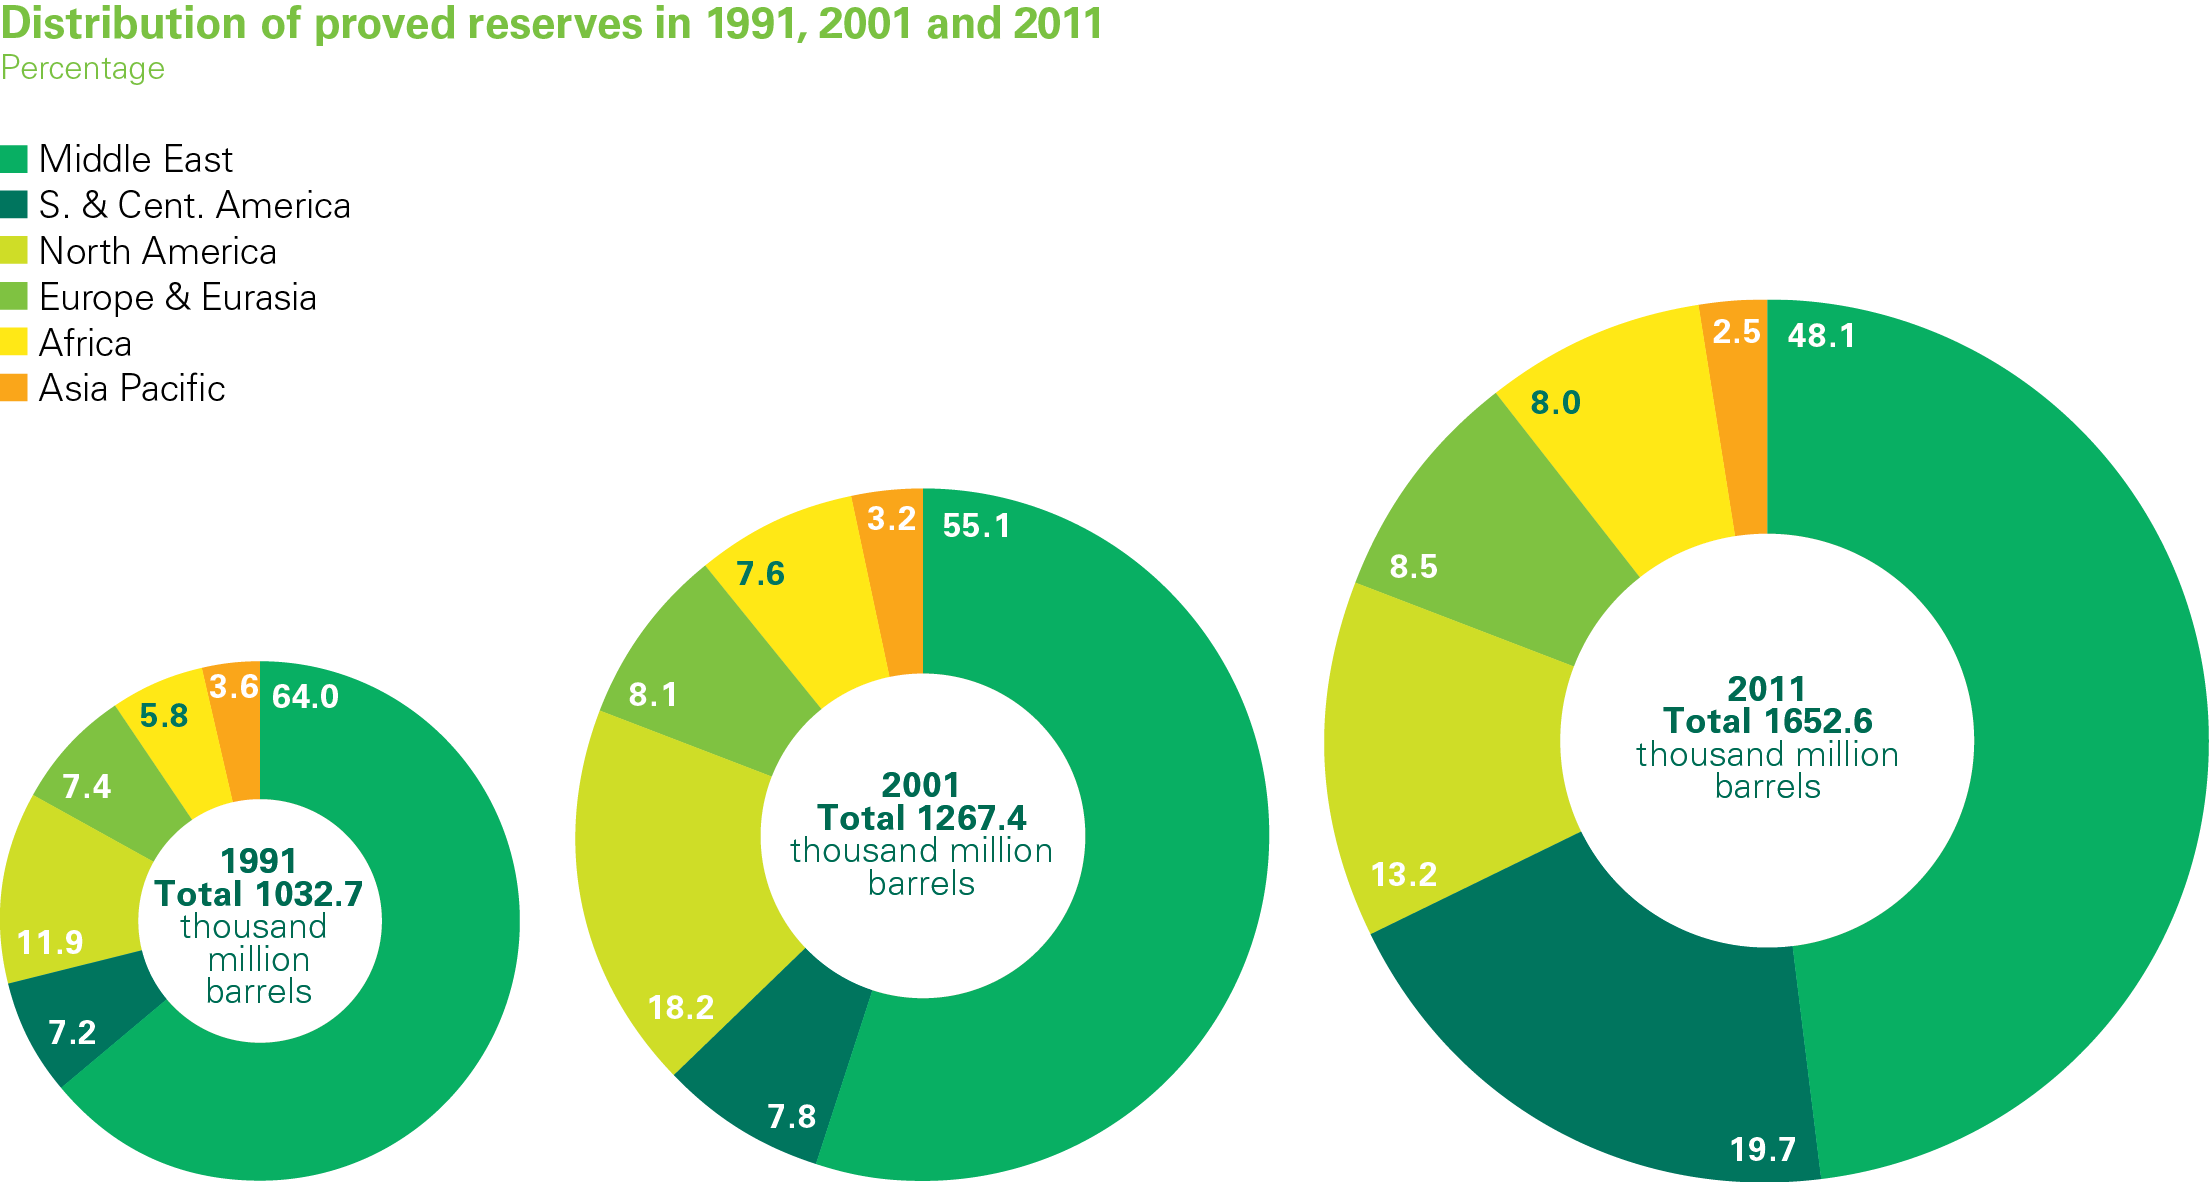 Distribution of proved reserves in 1991, 2001 and 2011
Percentage
Middle East
S. & Cent. America
North America
Europe & Eurasia
Africa
Asia Pacific
3.6
64.0
5.8
7.4
11.9
7.2
1991
Total 1032.7
thousand
million
barrels
3.2
55.1
7.6
8.1
18.2
7.8
2001
Total 1267.4
thousand million
barrels
2.5
48.1
8.0
8.5
13.2
19.7
2011
Total 1652.6
thousand million
barrels